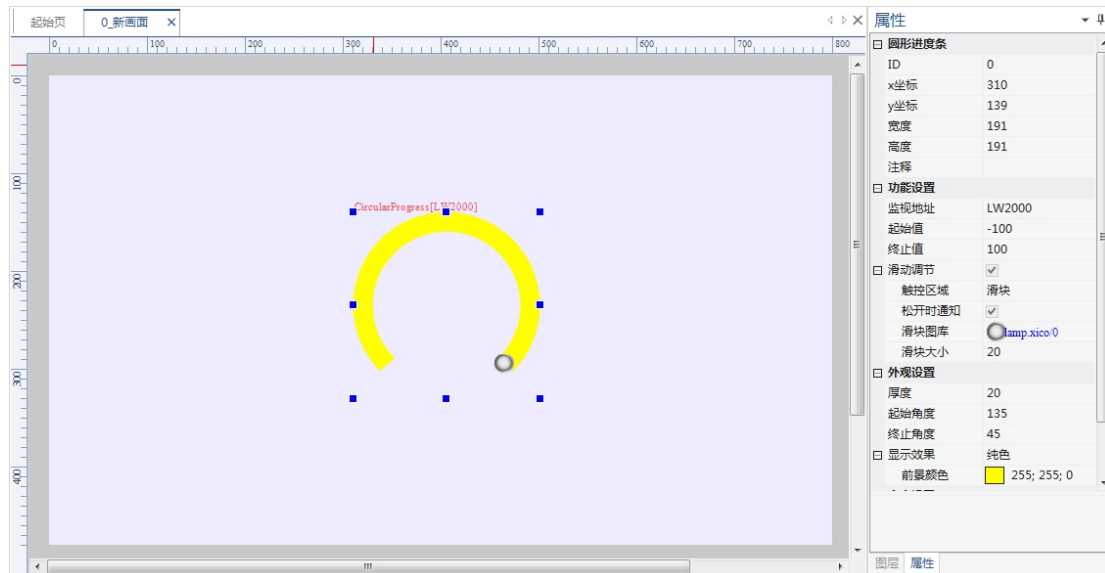 起始页 0_新画面
0 100 200 300 400 500 600 700 800
0
100
200
300
400
CircularProgress[LW2000]
属性
圆形进度条
ID 0
x坐标 310
y坐标 139
宽度 191
高度 191
注释
功能设置
监视地址 LW2000
起始值 -100
终止值 100
滑动调节
触控区域 滑块
松开时通知
滑块图库 lamp.xico/0
滑块大小 20
外观设置
厚度 20
起始角度 135
终止角度 45
显示效果 纯色
前景颜色 255; 255; 0
图层 属性